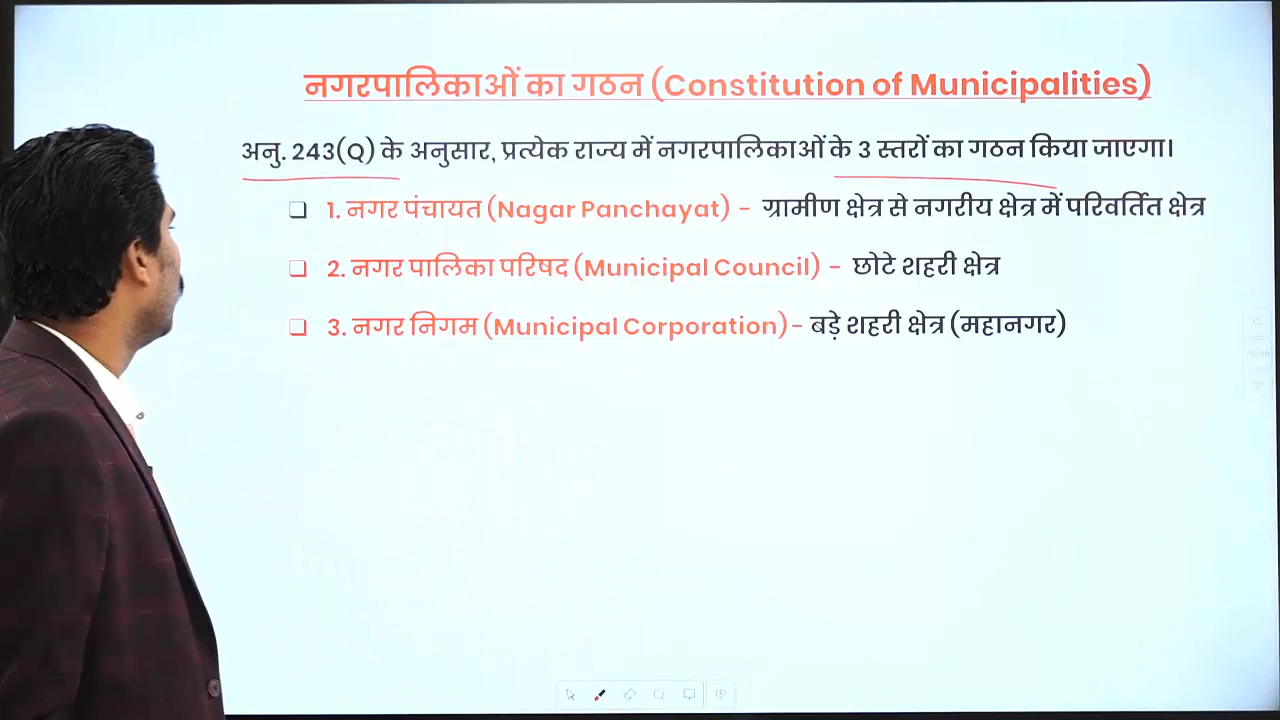 नगरपालिकाओं का गठन (Constitution of Municipalities)
अनु. 243(Q) के अनुसार, प्रत्येक राज्य में नगरपालिकाओं के 3 स्तरों का गठन किया जाएगा।
1. नगर पंचायत (Nagar Panchayat) - ग्रामीण क्षेत्र से नगरीय क्षेत्र में परिवर्तित क्षेत्र
2. नगर पालिका परिषद (Municipal Council) - छोटे शहरी क्षेत्र
3. नगर निगम (Municipal Corporation)- बड़े शहरी क्षेत्र (महानगर)